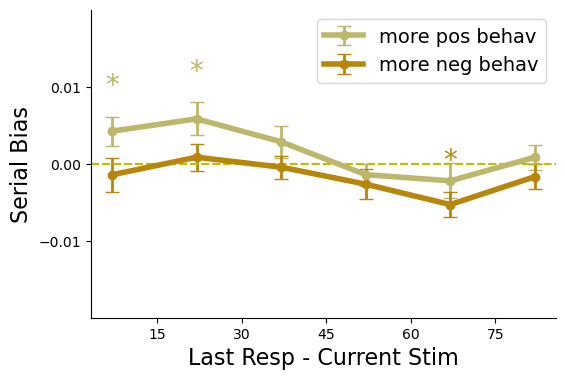 more pos behav
more neg behav
*
*
*
0.01
0.00
−0.01
Serial Bias
15 30 45 60 75
Last Resp - Current Stim